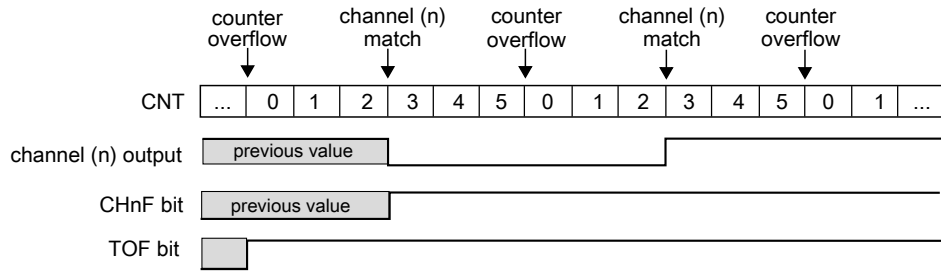 counter channel (n) counter channel (n) counter
overflow match overflow match overflow
CNT ... 0 1 2 3 4 5 0 1 2 3 4 5 0 1 ...
channel (n) output previous value
CHnF bit previous value
TOF bit